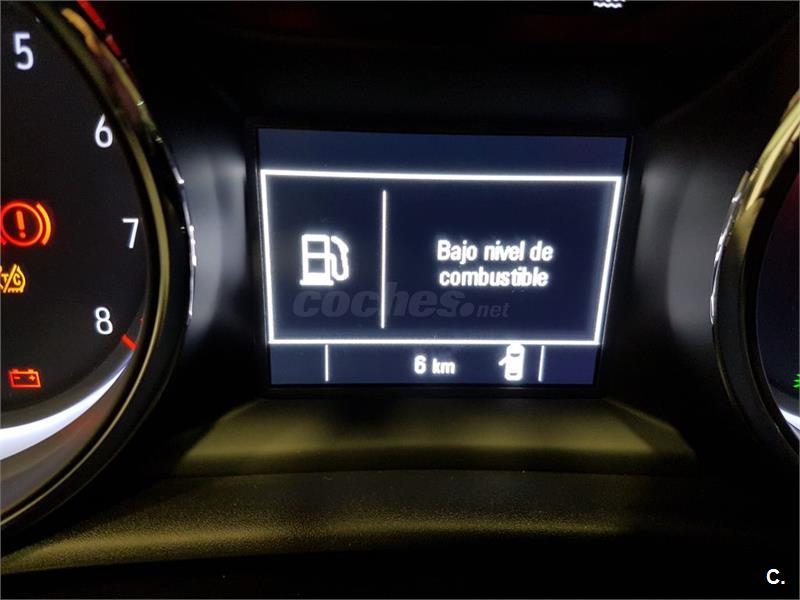 5
6
7
8
Bajo nivel de
combustible
6 km
coches.net
C.